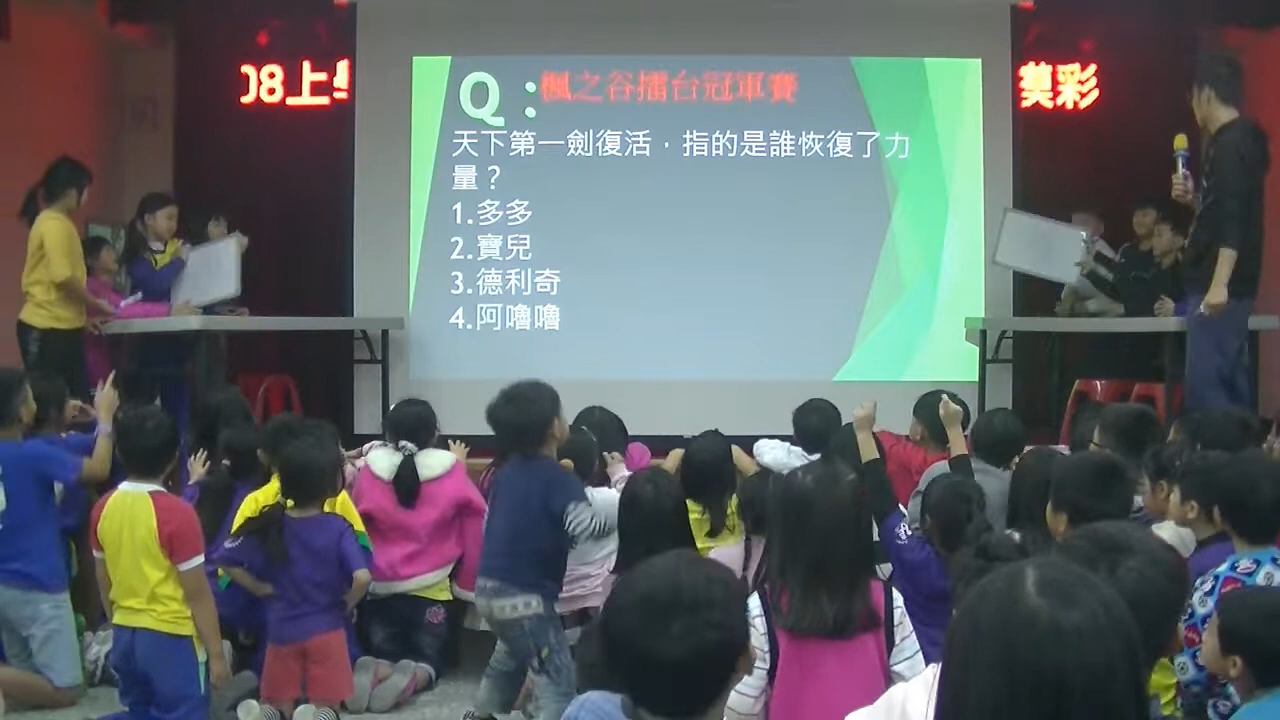 08上
美彩
Q：楓之谷擂台冠軍賽
天下第一劍復活，指的是誰恢復了力
量？
1.多多
2.寶兒
3.德利奇
4.阿嚕嚕